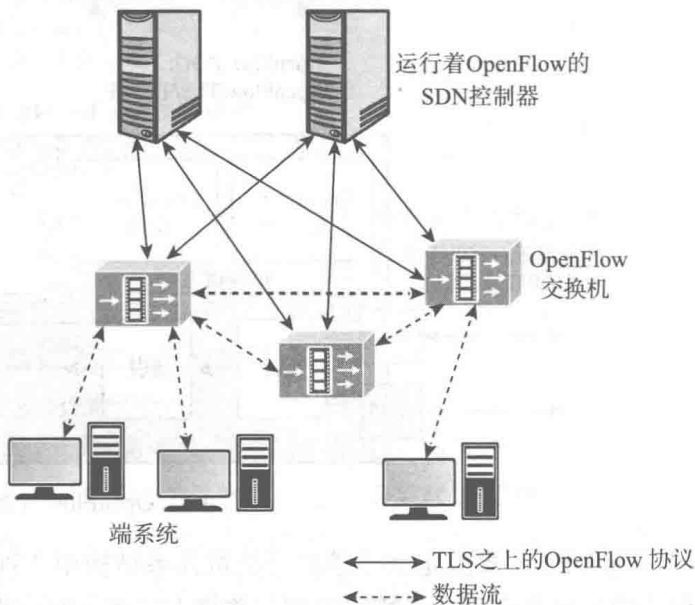 运行着OpenFlow的
SDN控制器
OpenFlow
交换机
端系统
TLS之上的OpenFlow 协议
数据流